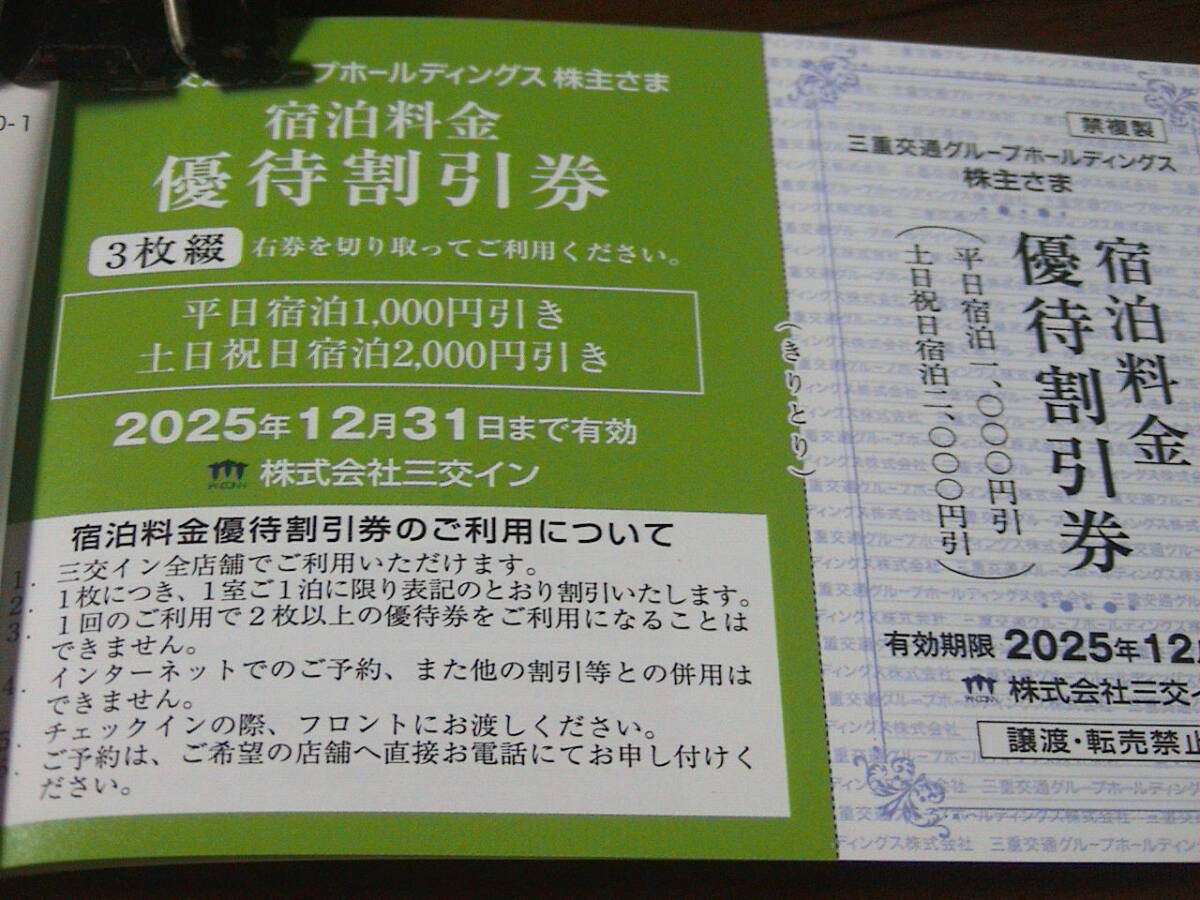 0-1
ープホールディングス 株主さま
宿泊料金
優待割引券
3枚綴 右券を切り取ってご利用ください。
平日宿泊1,000円引き
土日祝日宿泊2,000円引き
2025年12月31日まで有効
株式会社三交イン
宿泊料金優待割引券のご利用について
1. 三交イン全店舗でご利用いただけます。
2. 1枚につき、1室ご1泊に限り表記のとおり割引いたします。
3. 1回のご利用で2枚以上の優待券をご利用になることは
できません。
4. インターネットでのご予約、また他の割引等との併用は
できません。
5. チェックインの際、フロントにお渡しください。
ご予約は、ご希望の店舗へ直接お電話にてお申し付けく
ださい。
(きりとり)
禁複製
三重交通グループホールディングス
株主さま
宿泊料金
優待割引券
(平日宿泊一、〇〇〇円引
土日祝日宿泊二、〇〇〇円引)
有効期限 2025年12
株式会社三交
譲渡・転売禁止